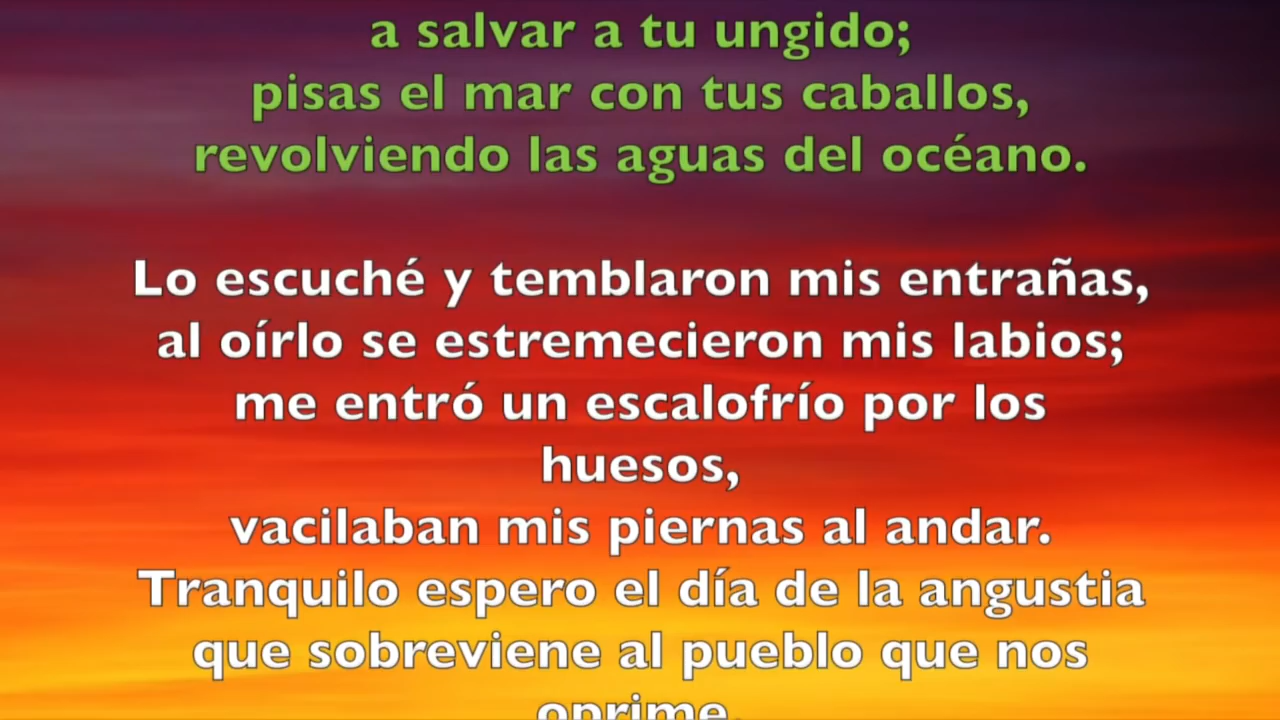 a salvar a tu ungido;
pisas el mar con tus caballos,
revolviendo las aguas del océano.
Lo escuché y temblaron mis entrañas,
al oírlo se estremecieron mis labios;
me entró un escalofrío por los
huesos,
vacilaban mis piernas al andar.
Tranquilo espero el día de la angustia
que sobreviene al pueblo que nos
oprime.